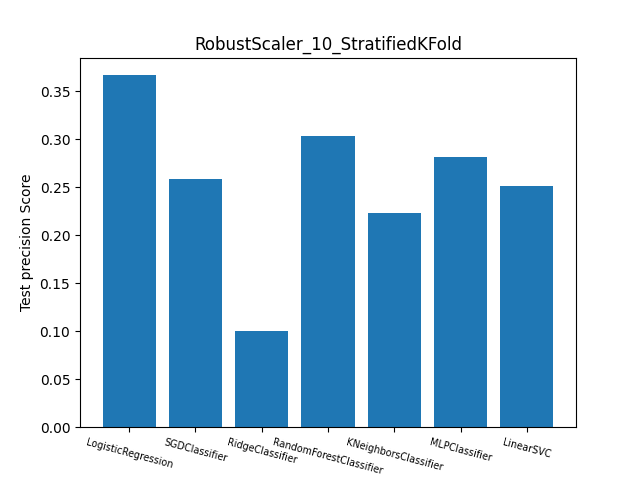 RobustScaler_10_StratifiedKFold
Test precision Score
0.35
0.30
0.25
0.20
0.15
0.10
0.05
0.00
LogisticRegression
SGDClassifier
RidgeClassifier
RandomForestClassifier
KNeighborsClassifier
MLPClassifier
LinearSVC